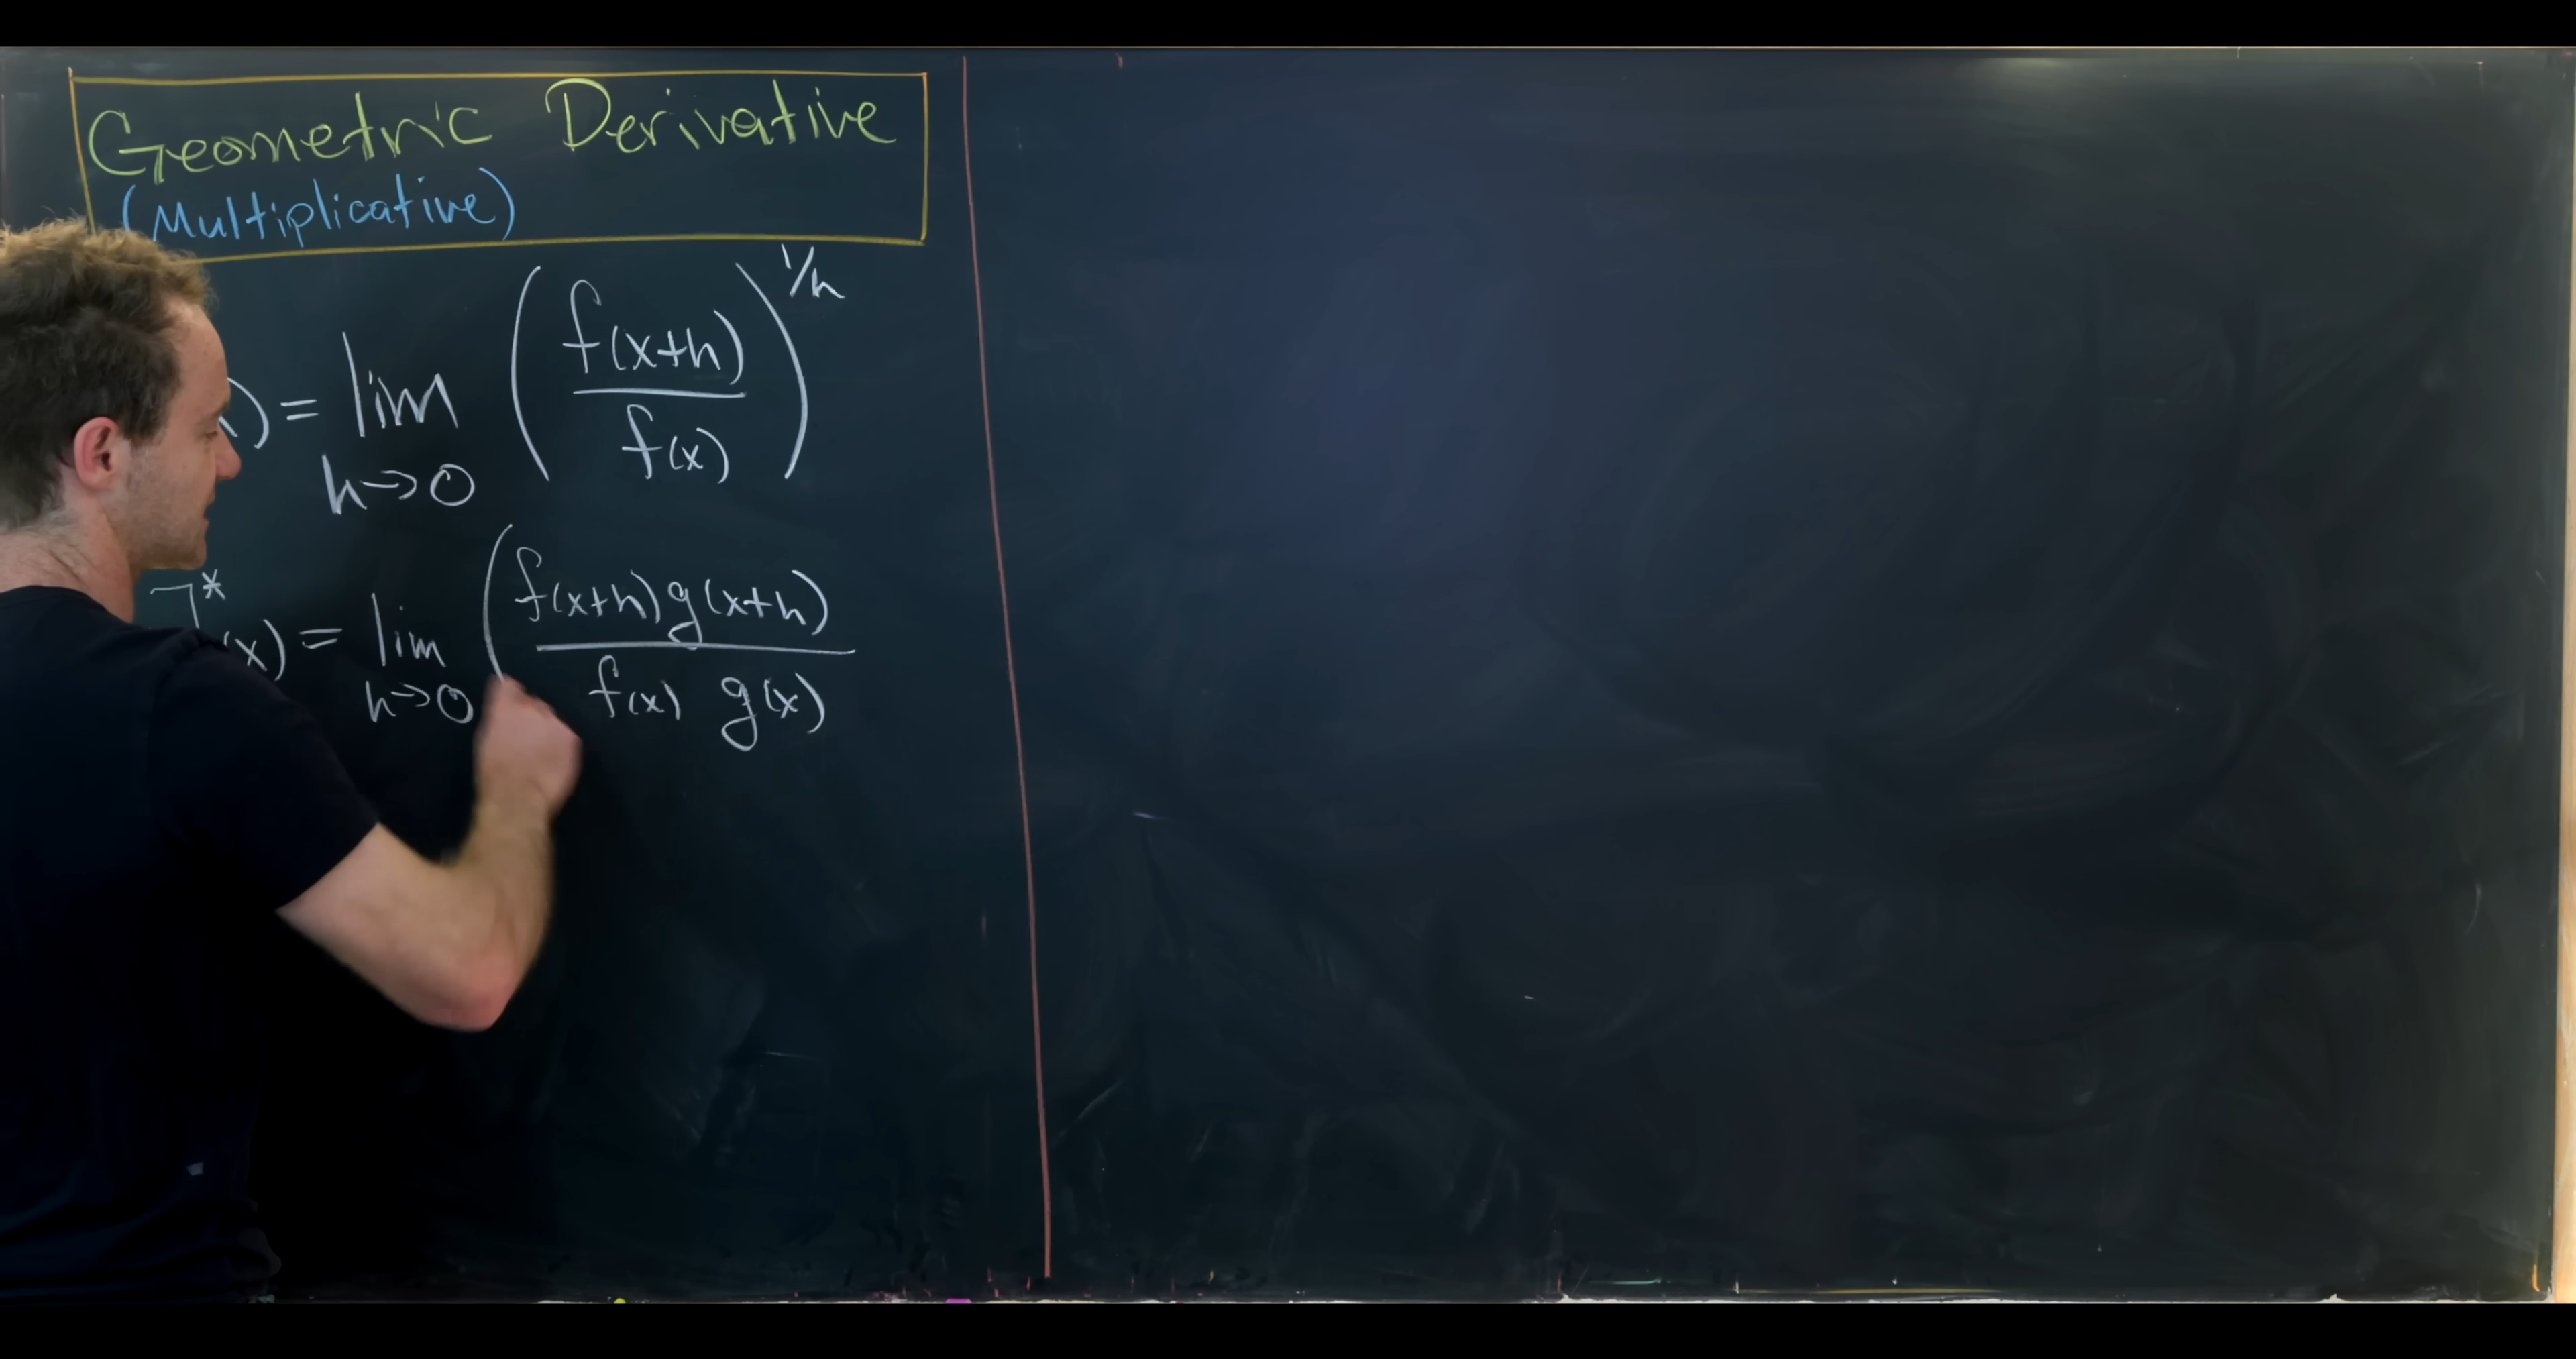 Geometric Derivative
(Multiplicative)
) = lim h→0 ( f(x+h) / f(x) )^1/h
]* (x) = lim h→0 ( f(x+h) g(x+h) / f(x) g(x)